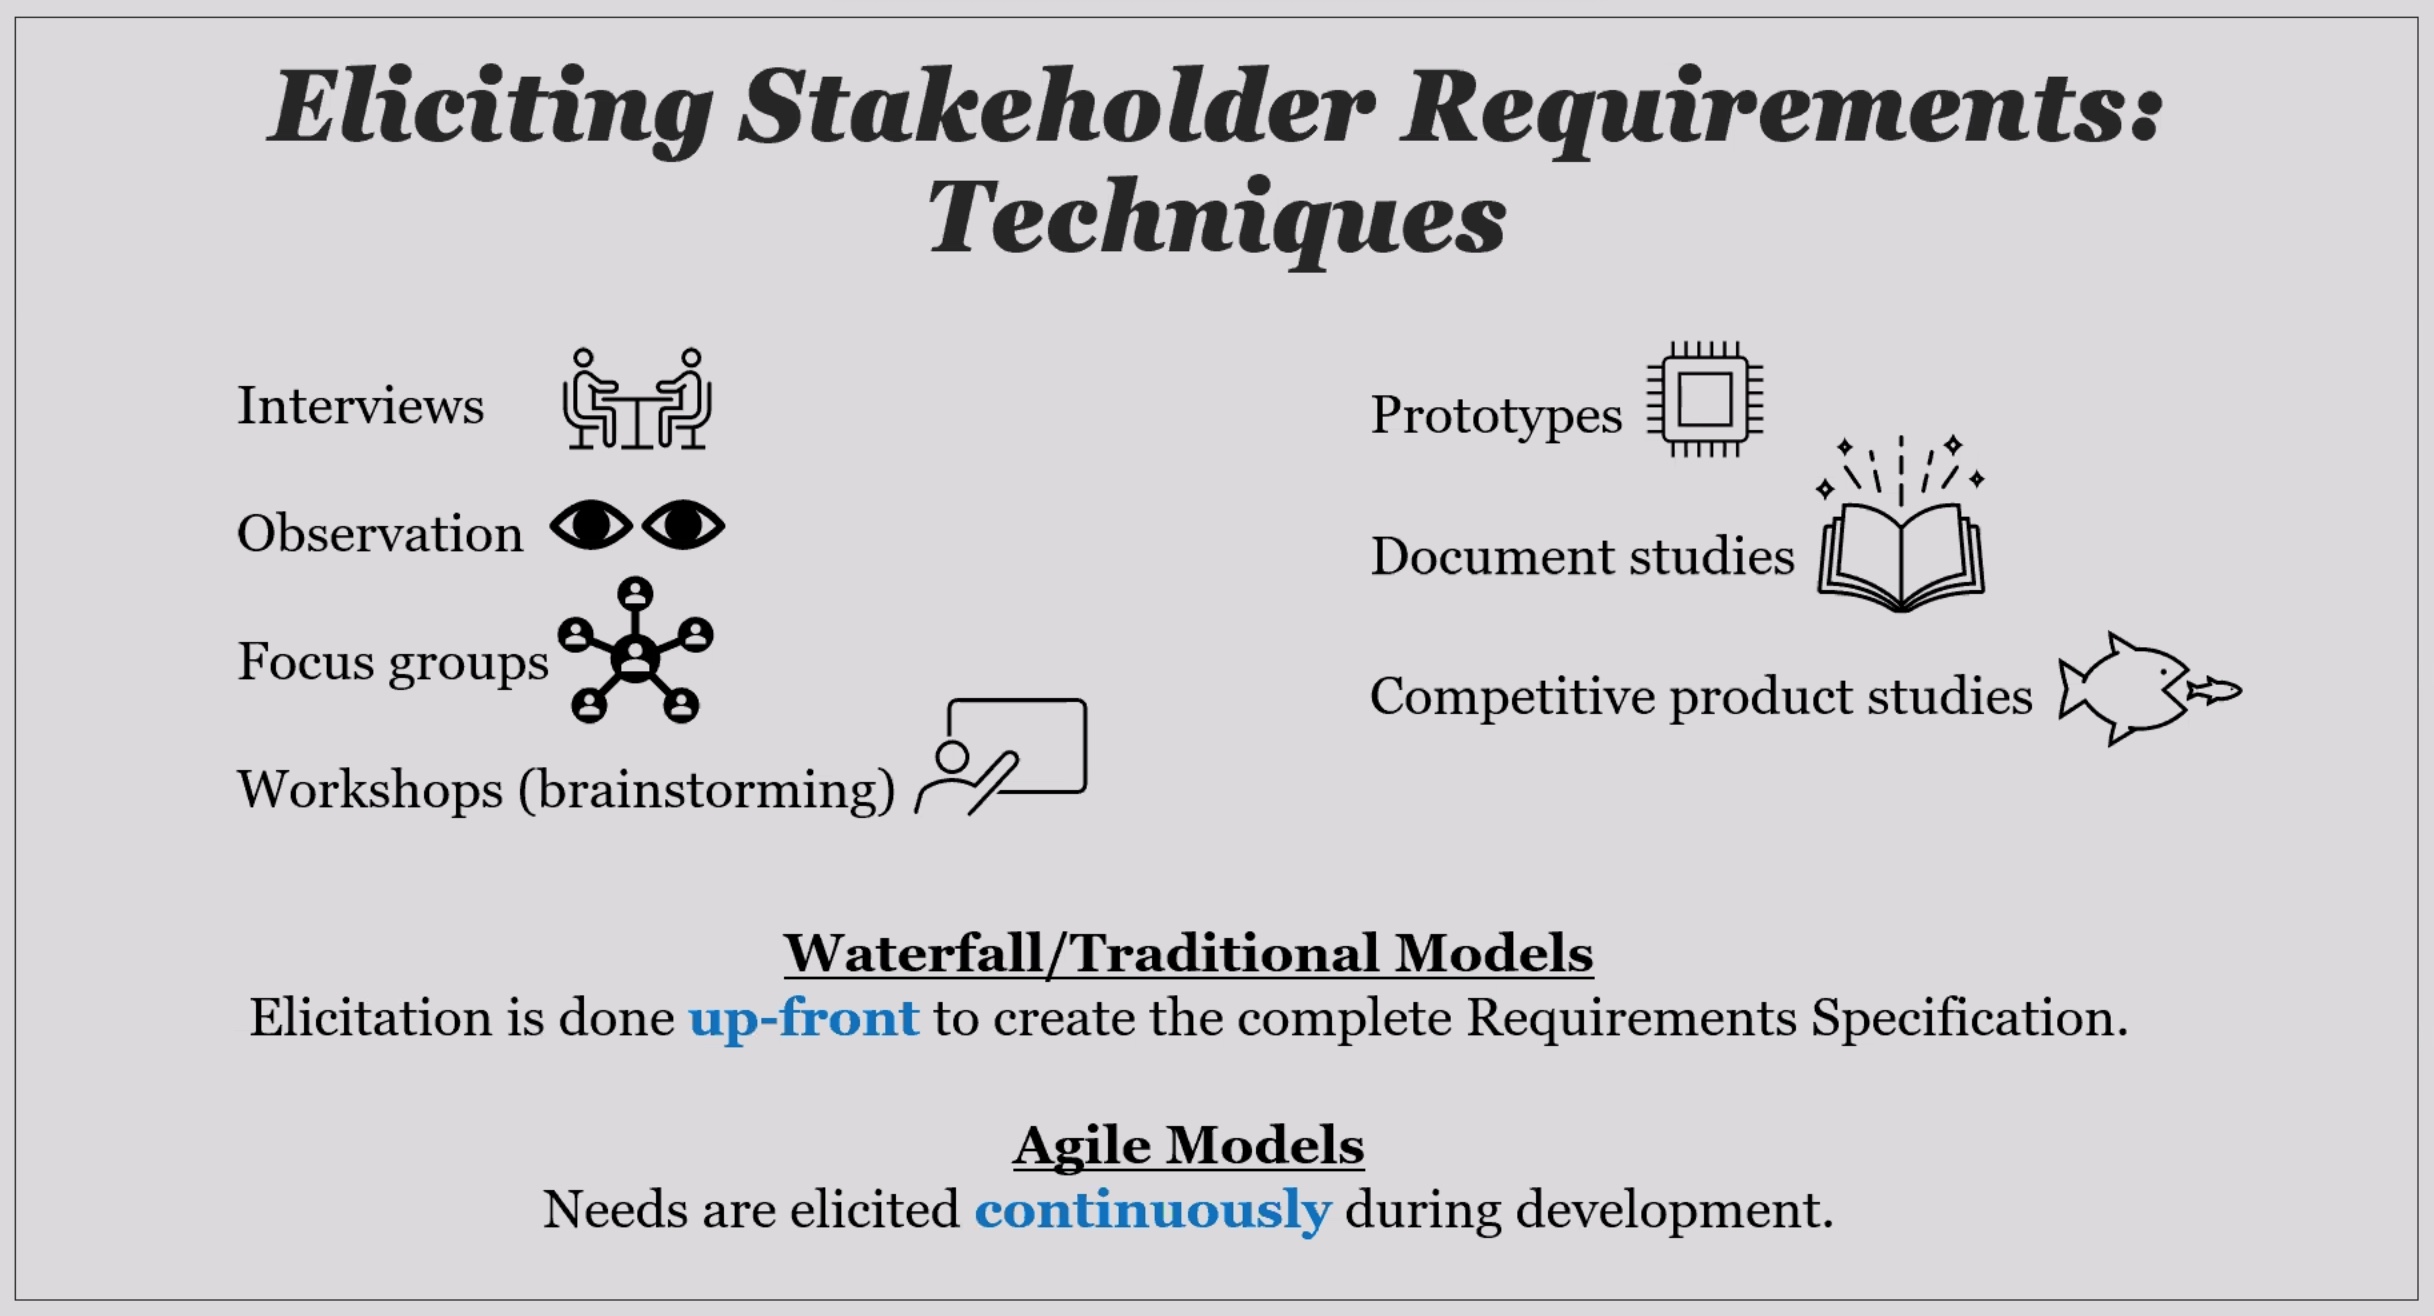 Eliciting Stakeholder Requirements:
Techniques
Interviews
Observation
Focus groups
Workshops (brainstorming)
Prototypes
Document studies
Competitive product studies
Waterfall/Traditional Models
Elicitation is done up-front to create the complete Requirements Specification.
Agile Models
Needs are elicited continuously during development.